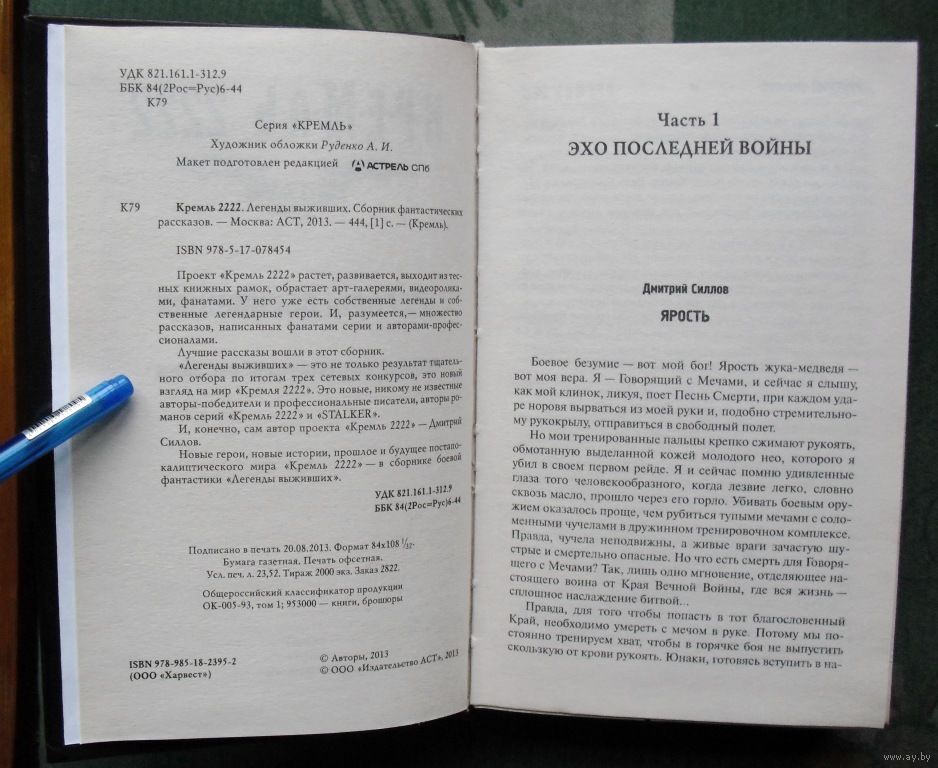 УДК 821.161.1-312.9
ББК 84(2Рос=Рус)6-44
К79
Серия «КРЕМЛЬ»
Художник обложки Руденко А. И.
Макет подготовлен редакцией АСТРЕЛЬ СПб
К79 Кремль 2222. Легенды выживших. Сборник фантастических
рассказов. — Москва: АСТ, 2013. — 444, [1] с. — (Кремль).
ISBN 978-5-17-078454
Проект «Кремль 2222» растет, развивается, выходит из тес-
ных книжных рамок, обрастает арт-галереями, видеоролика-
ми, фанатами. У него уже есть собственные легенды и соб-
ственные легендарные герои. И, разумеется,— множество
рассказов, написанных фанатами серии и авторами-профес-
сионалами.
Лучшие рассказы вошли в этот сборник.
«Легенды выживших» — это не только результат тщатель-
ного отбора по итогам трех сетевых конкурсов, это новый
взгляд на мир «Кремля 2222». Это новые, никому не известные
авторы-победители и профессиональные писатели, авторы ро-
манов серий «Кремль 2222» и «STALKER».
И, конечно, сам автор проекта «Кремль 2222» — Дмитрий
Силлов.
Новые герои, новые истории, прошлое и будущее постапо-
калиптического мира «Кремль 2222» — в сборнике боевой
фантастики «Легенды выживших».
УДК 821.161.1-312.9
ББК 84(2Рос=Рус)6-44
Подписано в печать 20.08.2013. Формат 84x108 1/32.
Бумага газетная. Печать офсетная.
Усл. печ. л. 23,52. Тираж 2000 экз. Заказ 2822.
Общероссийский классификатор продукции
ОК-005-93, том 1; 953000 — книги, брошюры
ISBN 978-985-18-2395-2
(ООО «Харвест»)
© Авторы, 2013
© ООО «Издательство АСТ», 2013
Часть 1
ЭХО ПОСЛЕДНЕЙ ВОЙНЫ
Дмитрий Силлов
ЯРОСТЬ
Боевое безумие — вот мой бог! Ярость жука-медведя —
вот моя вера. Я — Говорящий с Мечами, и сейчас я слышу,
как мой клинок, ликуя, поет Песнь Смерти, при каждом уда-
ре норовя вырваться из моей руки и, подобно стремительно-
му рукокрылу, отправиться в свободный полет.
Но мои тренированные пальцы крепко сжимают рукоять,
обмотанную выделанной кожей молодого нео, которого я
убил в своем первом рейде. Я и сейчас помню удивленные
глаза того человекообразного, когда лезвие легко, словно
сквозь масло, прошло через его горло. Убивать боевым ору-
жием оказалось проще, чем рубиться тупыми мечами с соло-
менными чучелами в дружинном тренировочном комплексе.
Правда, чучела неподвижны, а живые враги зачастую шу-
стрые и смертельно опасные. Но что есть смерть для Говоря-
щего с Мечами? Так, лишь одно мгновение, отделяющее на-
стоящего воина от Края Вечной Войны, где вся жизнь —
сплошное наслаждение битвой...
Правда, для того чтобы попасть в тот благословенный
Край, необходимо умереть с мечом в руке. Потому мы по-
стоянно тренируем хват, чтобы в горячке боя не выпустить
скользкую от крови рукоять. Юнаки, готовясь вступить в на-
www.ay.by